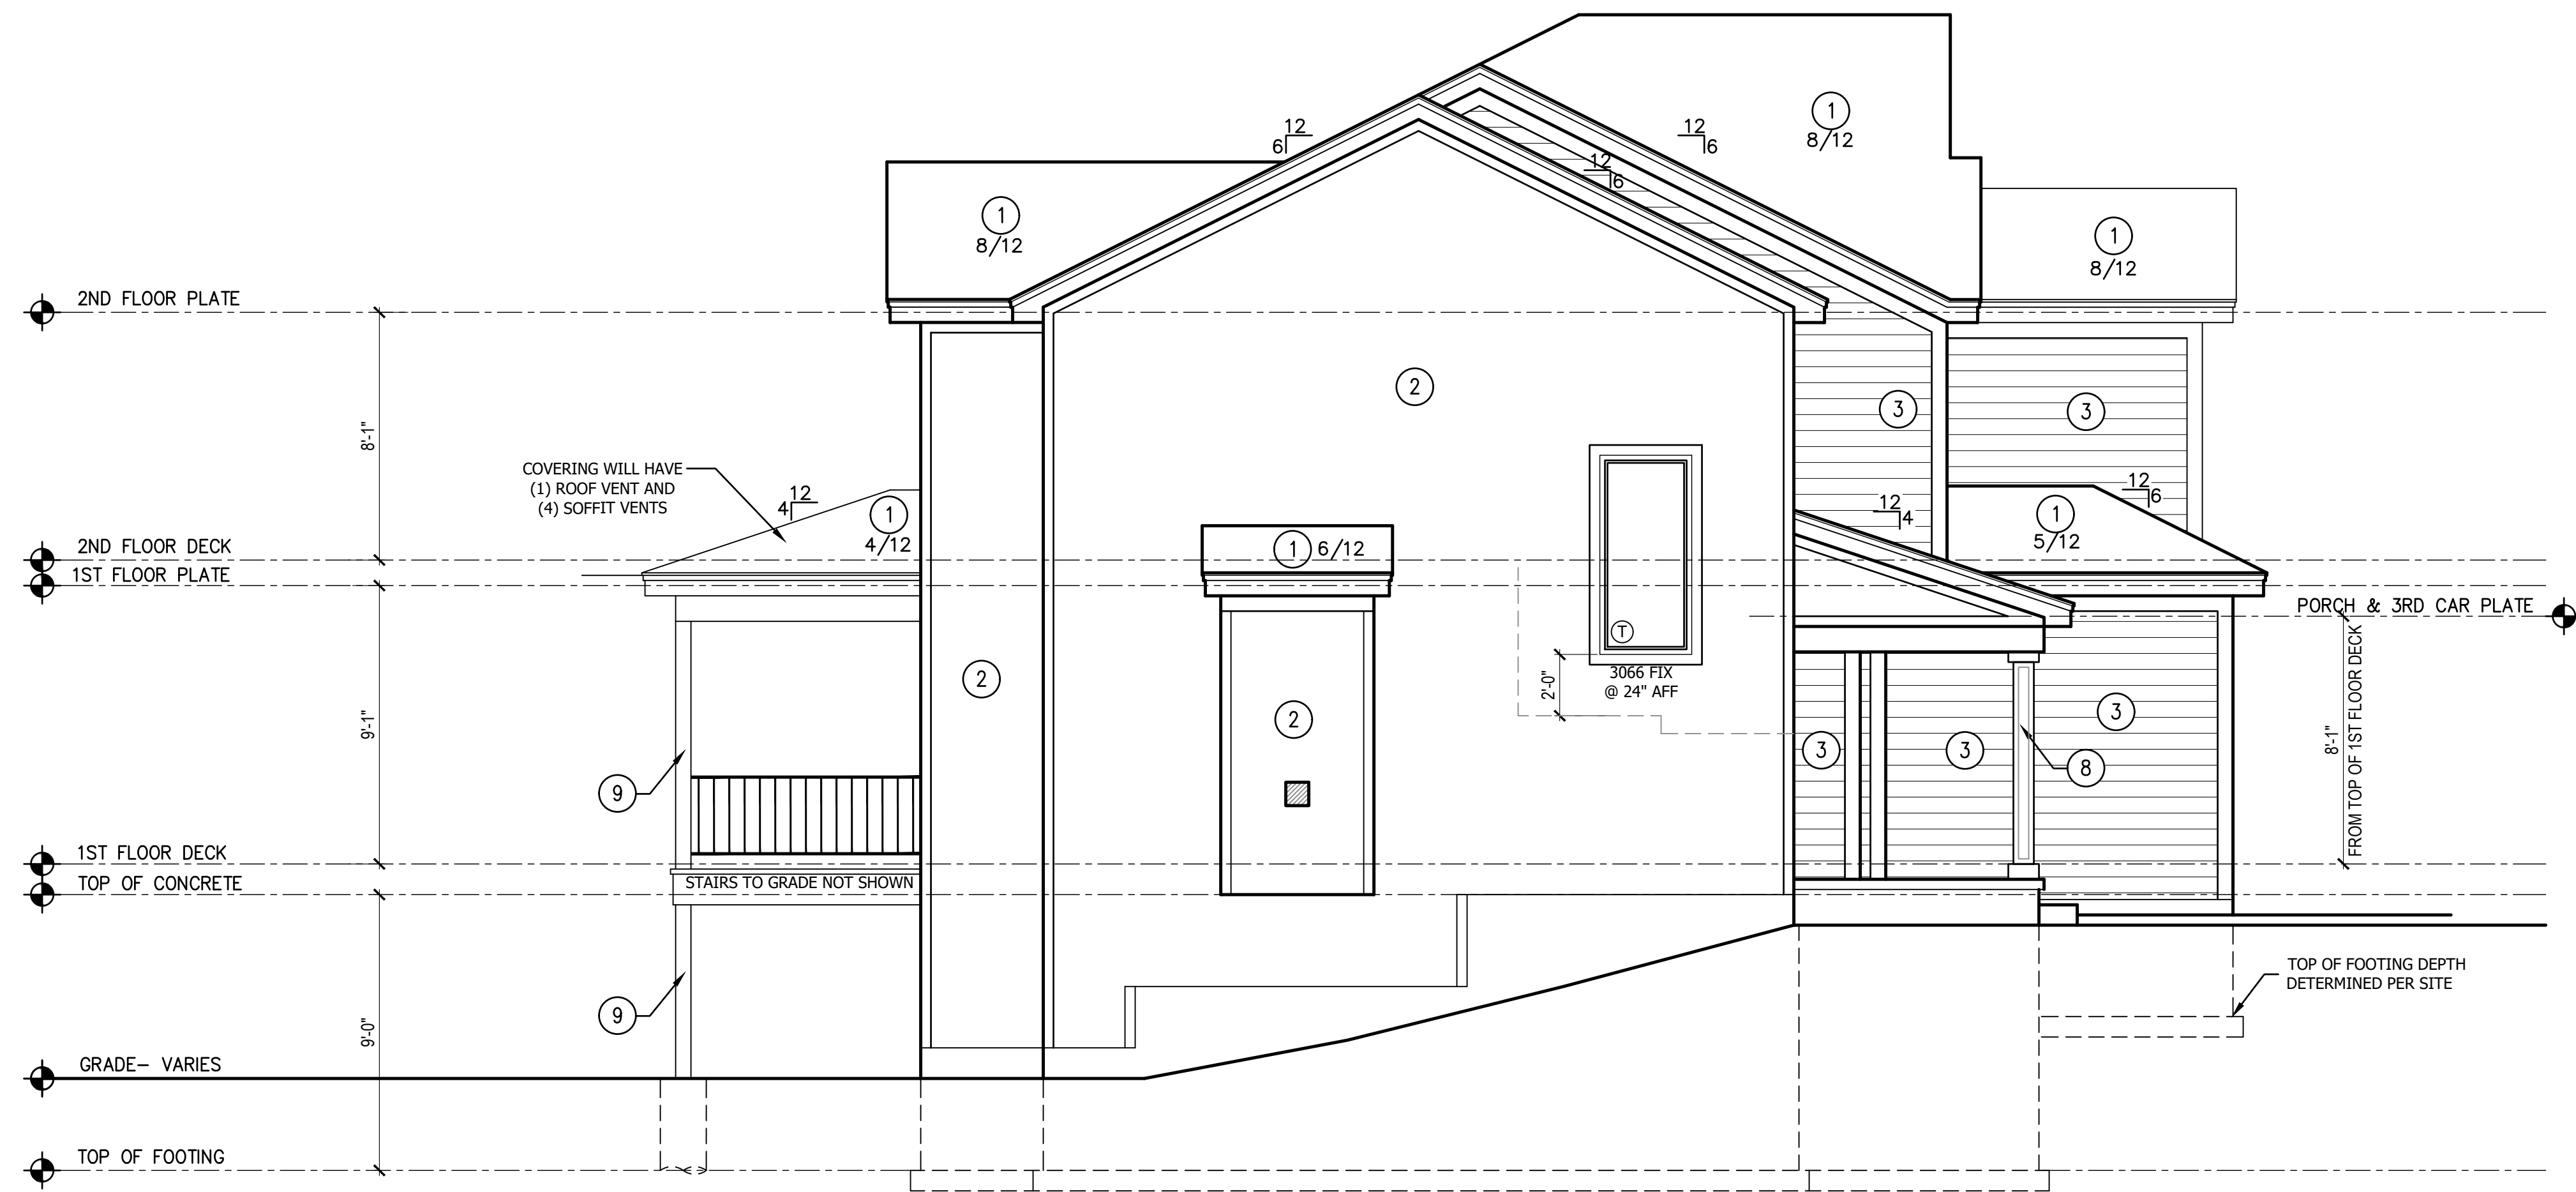 1
8/12
12
6
12
6
12
6
1
8/12
1
8/12
2ND FLOOR PLATE
2
3
3
8'-1"
COVERING WILL HAVE
(1) ROOF VENT AND
(4) SOFFIT VENTS
12
4
1
4/12
12
4
12
6
1
5/12
2ND FLOOR DECK
1 6/12
1ST FLOOR PLATE
PORCH & 3RD CAR PLATE
T
3066 FIX
@ 24" AFF
2'-0"
2
2
9'-1"
3
3
3
8
8'-1"
FROM TOP OF 1ST FLOOR DECK
9
1ST FLOOR DECK
TOP OF CONCRETE
STAIRS TO GRADE NOT SHOWN
TOP OF FOOTING DEPTH
DETERMINED PER SITE
9
9'-0"
GRADE- VARIES
TOP OF FOOTING